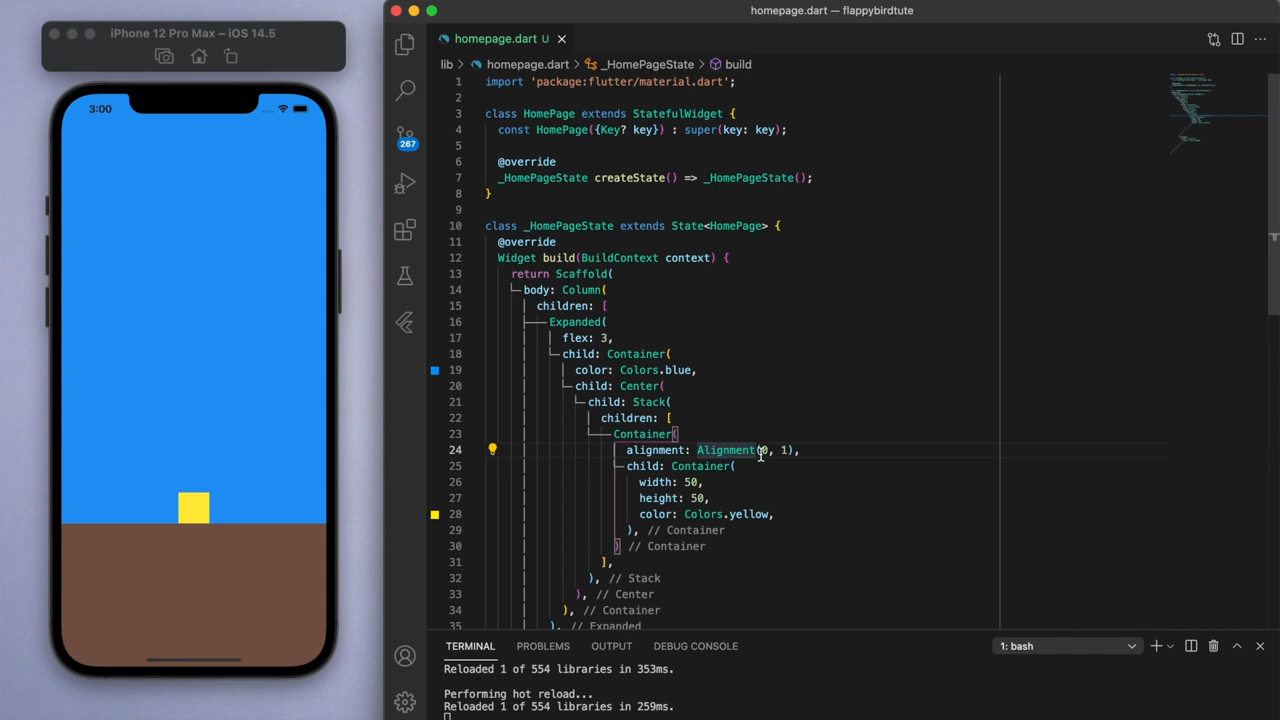 iPhone 12 Pro Max – iOS 14.5
3:00
homepage.dart — flappybirdtute
homepage.dart U
lib > homepage.dart > _HomePageState > build
267
1 import 'package:flutter/material.dart';
2
3 class HomePage extends StatefulWidget {
4 const HomePage({Key? key}) : super(key: key);
5
6 @override
7 _HomePageState createState() => _HomePageState();
8 }
9
10 class _HomePageState extends State<HomePage> {
11 @override
12 Widget build(BuildContext context) {
13 return Scaffold(
14 body: Column(
15 children: [
16 Expanded(
17 flex: 3,
18 child: Container(
19 color: Colors.blue,
20 child: Center(
21 child: Stack(
22 children: [
23 Container(
24 alignment: Alignment(0, 1),
25 child: Container(
26 width: 50,
27 height: 50,
28 color: Colors.yellow,
29 ), // Container
30 ) // Container
31 ],
32 ), // Stack
33 ), // Center
34 ), // Container
35 ), // Expanded
TERMINAL PROBLEMS OUTPUT DEBUG CONSOLE 1: bash
Reloaded 1 of 554 libraries in 353ms.
Performing hot reload...
Reloaded 1 of 554 libraries in 259ms.